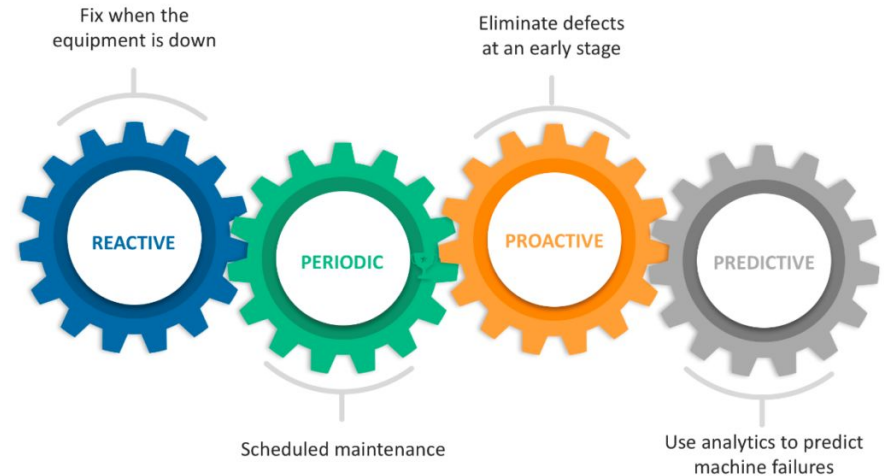 Fix when the
equipment is down
Eliminate defects
at an early stage
REACTIVE
PERIODIC
PROACTIVE
PREDICTIVE
Scheduled maintenance
Use analytics to predict
machine failures